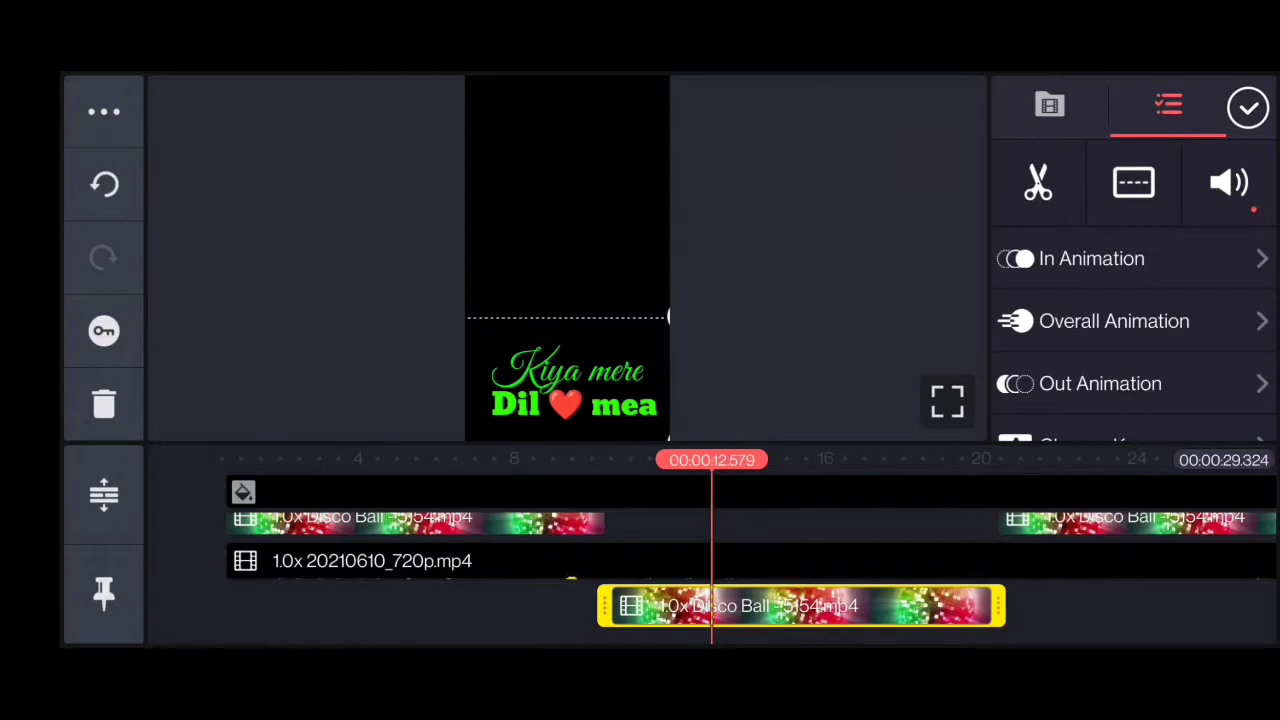 In Animation
Overall Animation
Kiya mere
Dil ❤️ mea
Out Animation
4 8 00:00:12.579 16 20 24 00:00:29.324
1.0x Disco Ball - 5154.mp4 1.0x Disco Ball - 5154.mp4
1.0x 20210610_720p.mp4
1.0x Disco Ball - 5154.mp4